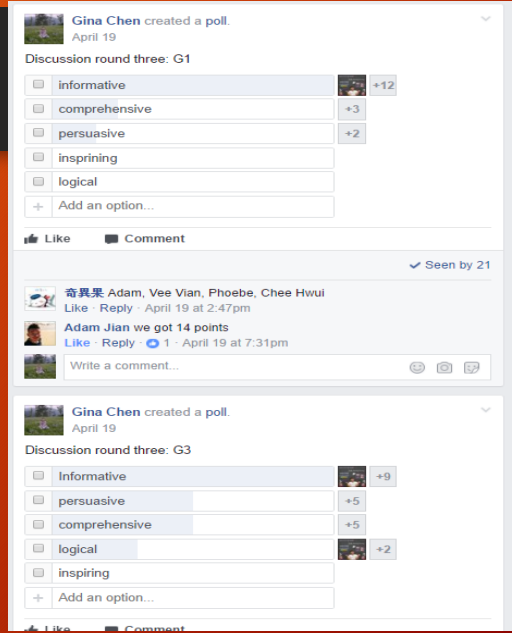 Gina Chen created a poll.
April 19
Discussion round three: G1
informative +12
comprehensive +3
persuasive +2
insprining
logical
+ Add an option...
Like Comment
Seen by 21
奇異果 Adam, Vee Vian, Phoebe, Chee Hwui
Like · Reply · April 19 at 2:47pm
Adam Jian we got 14 points
Like · Reply · 1 · April 19 at 7:31pm
Write a comment...
Gina Chen created a poll.
April 19
Discussion round three: G3
Informative +9
persuasive +5
comprehensive +5
logical +2
inspiring
+ Add an option...
Like Comment